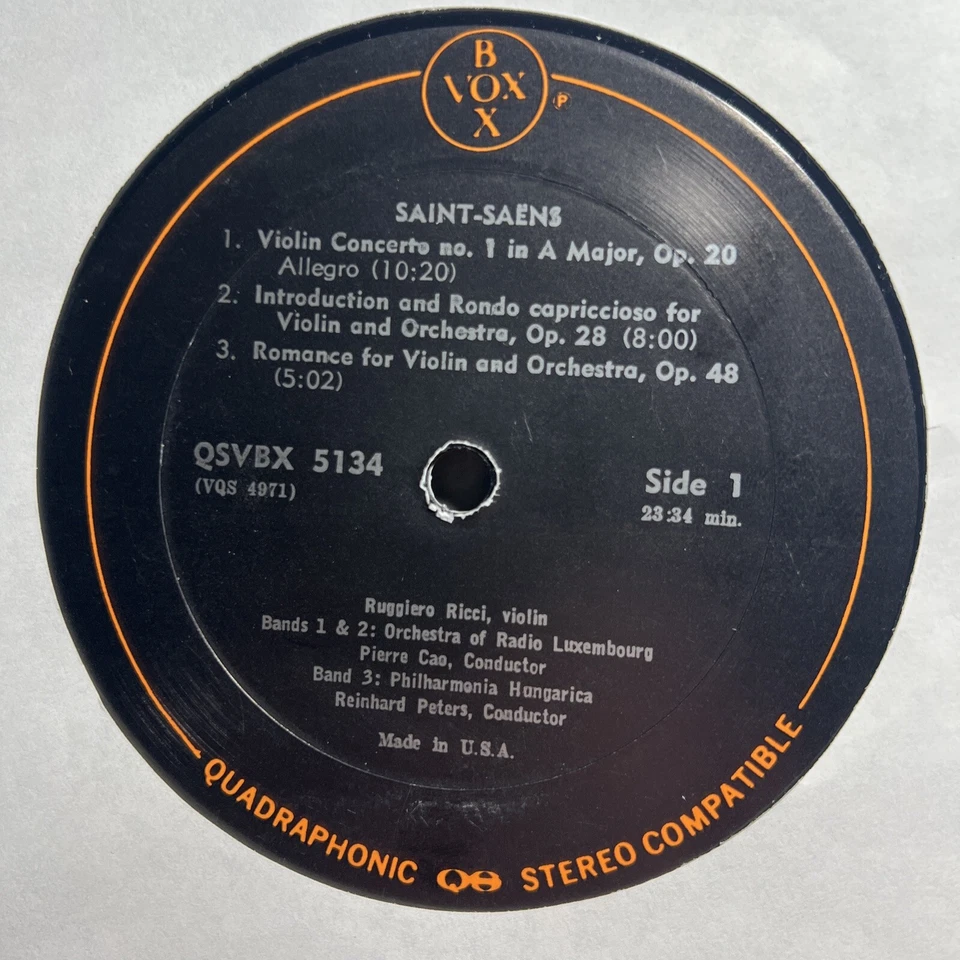 B
VOX
X
P
SAINT-SAËNS
1. Violin Concerto no. 1 in A Major, Op. 20
Allegro (10:20)
2. Introduction and Rondo capriccioso for
Violin and Orchestra, Op. 28 (8:00)
3. Romance for Violin and Orchestra, Op. 48
(5:02)
QSVBX 5134
(VQS 4971)
Side 1
23:34 min.
Ruggiero Ricci, violin
Bands 1 & 2: Orchestra of Radio Luxembourg
Pierre Cao, Conductor
Band 3: Philharmonia Hungarica
Reinhard Peters, Conductor
Made in U.S.A.
QUADRAPHONIC QS STEREO COMPATIBLE